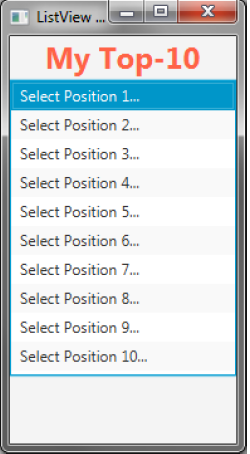 ListView ...
My Top-10
Select Position 1...
Select Position 2...
Select Position 3...
Select Position 4...
Select Position 5...
Select Position 6...
Select Position 7...
Select Position 8...
Select Position 9...
Select Position 10...